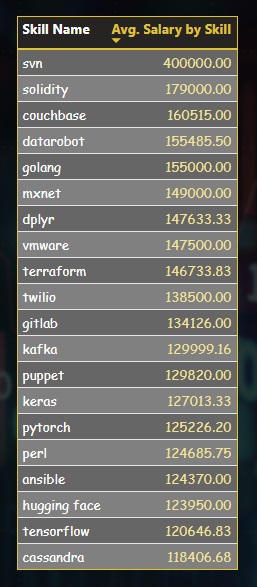 Skill Name Avg. Salary by Skill
svn 400000.00
solidity 179000.00
couchbase 160515.00
datarobot 155485.50
golang 155000.00
mxnet 149000.00
dplyr 147633.33
vmware 147500.00
terraform 146733.83
twilio 138500.00
gitlab 134126.00
kafka 129999.16
puppet 129820.00
keras 127013.33
pytorch 125226.20
perl 124685.75
ansible 124370.00
hugging face 123950.00
tensorflow 120646.83
cassandra 118406.68